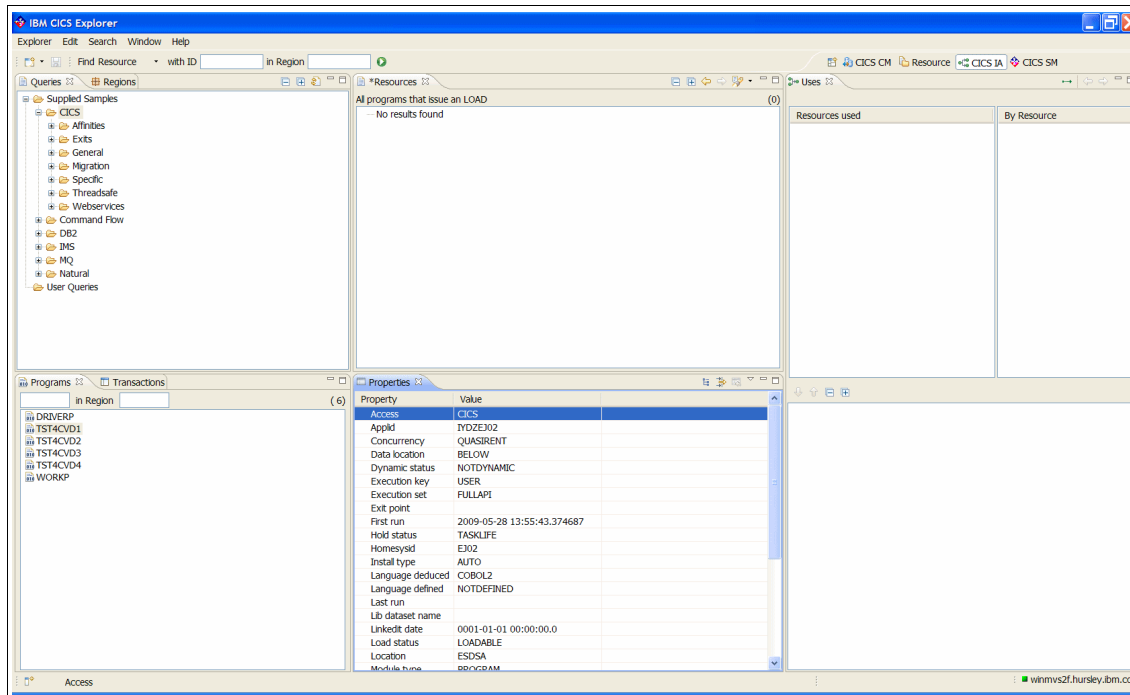 IBM CICS Explorer
Explorer Edit Search Window Help
Find Resource with ID in Region
CICS CM Resource CICS IA CICS SM
Queries Regions
Supplied Samples
CICS
Affinities
Exits
General
Migration
Specific
Threadsafe
Webservices
Command Flow
DB2
IMS
MQ
Natural
User Queries
*Resources
All programs that issue an LOAD (0)
No results found
Uses
Resources used By Resource
Programs Transactions
in Region (6)
DRIVERP
TST4CVD1
TST4CVD2
TST4CVD3
TST4CVD4
WORKP
Properties
Property Value
Access CICS
Applid IYDZEJ02
Concurrency QUASIRENT
Data location BELOW
Dynamic status NOTDYNAMIC
Execution key USER
Execution set FULLAPI
Exit point
First run 2009-05-28 13:55:43.374687
Hold status TASKLIFE
Homesysid EJ02
Install type AUTO
Language deduced COBOL2
Language defined NOTDEFINED
Last run
Lib dataset name
Linkedit date 0001-01-01 00:00:00.0
Load status LOADABLE
Location ESDSA
Module type PROGRAM
Access
winmvs2f.hursley.ibm.co